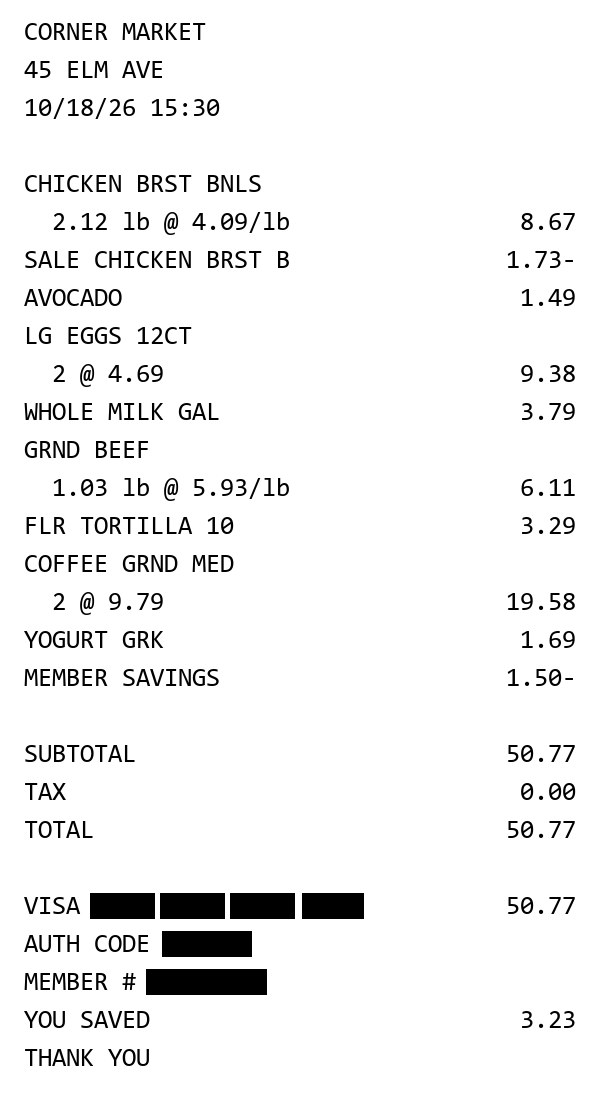 CORNER MARKET
45 ELM AVE
10/18/26 15:30
CHICKEN BRST BNLS
2.12 lb @ 4.09/lb 8.67
SALE CHICKEN BRST B 1.73-
AVOCADO 1.49
LG EGGS 12CT
2 @ 4.69 9.38
WHOLE MILK GAL 3.79
GRND BEEF
1.03 lb @ 5.93/lb 6.11
FLR TORTILLA 10 3.29
COFFEE GRND MED
2 @ 9.79 19.58
YOGURT GRK 1.69
MEMBER SAVINGS 1.50-
SUBTOTAL 50.77
TAX 0.00
TOTAL 50.77
VISA 50.77
AUTH CODE
MEMBER #
YOU SAVED 3.23
THANK YOU